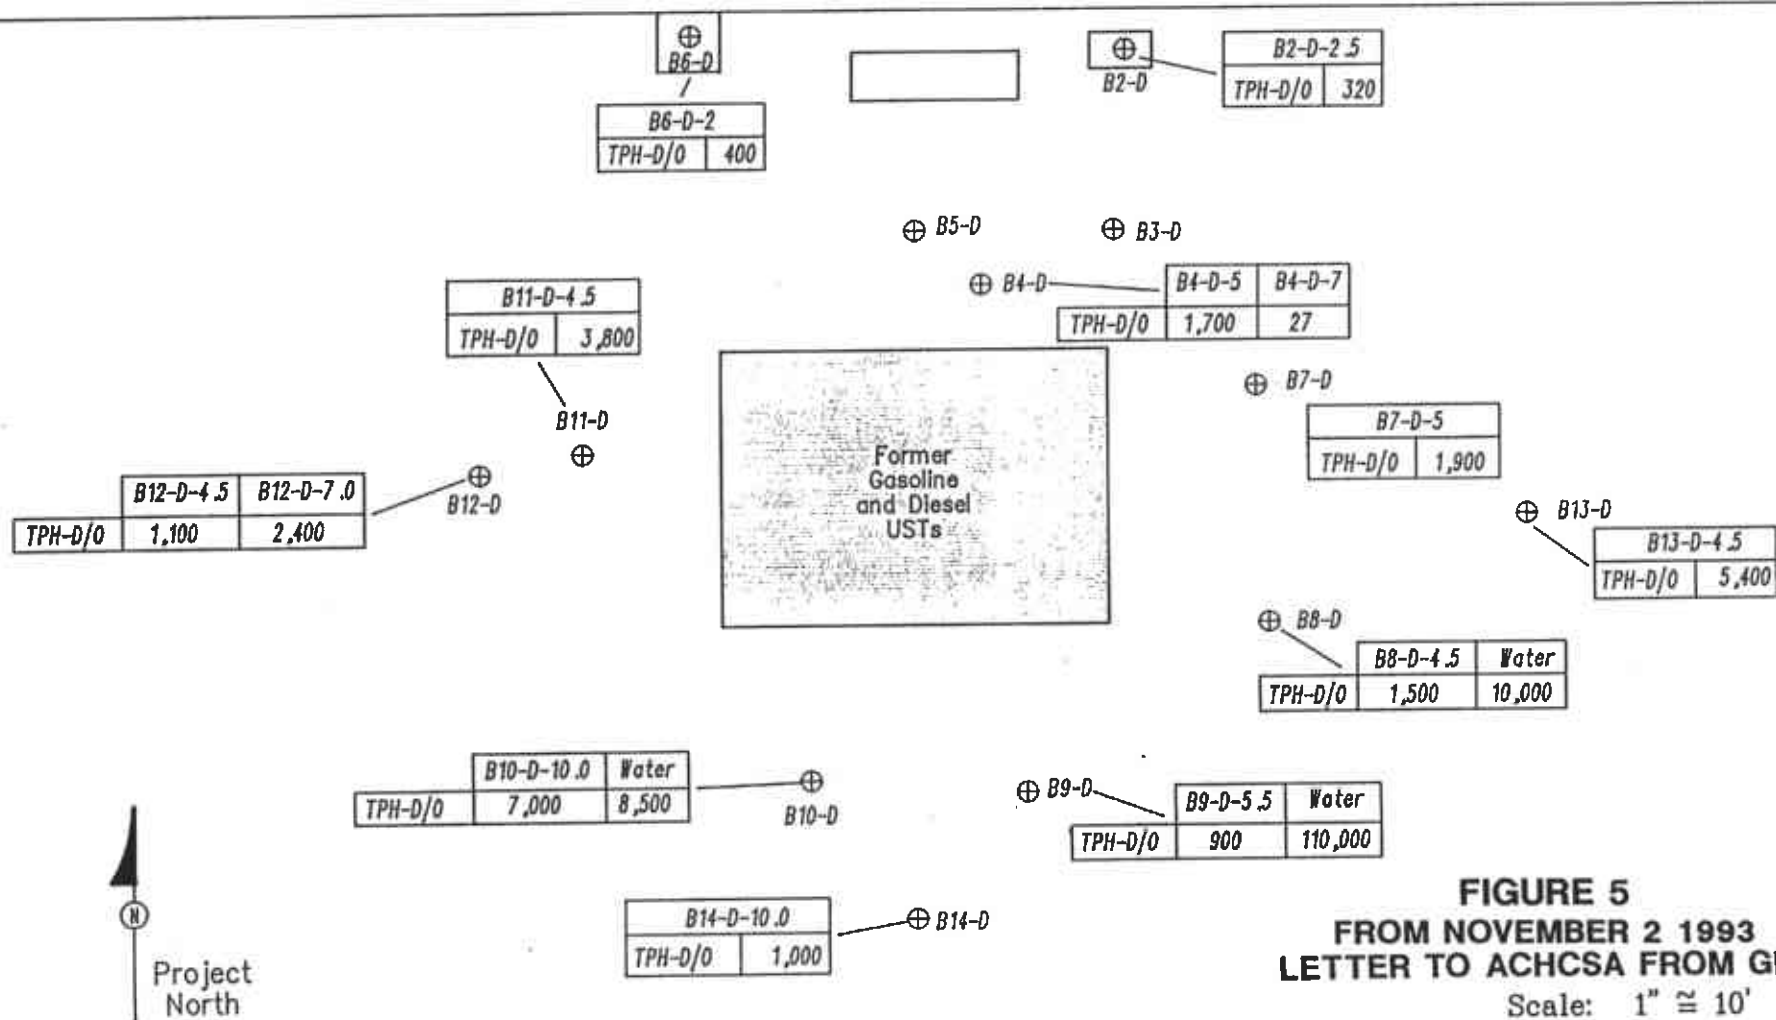 B6-D
B6-D-2
TPH-D/O 400
B2-D
B2-D-2.5
TPH-D/O 320
B5-D
B3-D
B4-D
B4-D-5 B4-D-7
TPH-D/O 1,700 27
B11-D-4.5
TPH-D/O 3,800
B11-D
B7-D
B7-D-5
TPH-D/O 1,900
Former
Gasoline
and Diesel
USTs
B12-D-4.5 B12-D-7.0
TPH-D/O 1,100 2,400
B12-D
B13-D
B13-D-4.5
TPH-D/O 5,400
B8-D
B8-D-4.5 Water
TPH-D/O 1,500 10,000
B10-D-10.0 Water
TPH-D/O 7,000 8,500
B10-D
B9-D
B9-D-5.5 Water
TPH-D/O 900 110,000
B14-D-10.0
TPH-D/O 1,000
B14-D
N
Project
North
FIGURE 5
FROM NOVEMBER 2 1993
LETTER TO ACHCSA FROM
Scale: 1" ≅ 10'